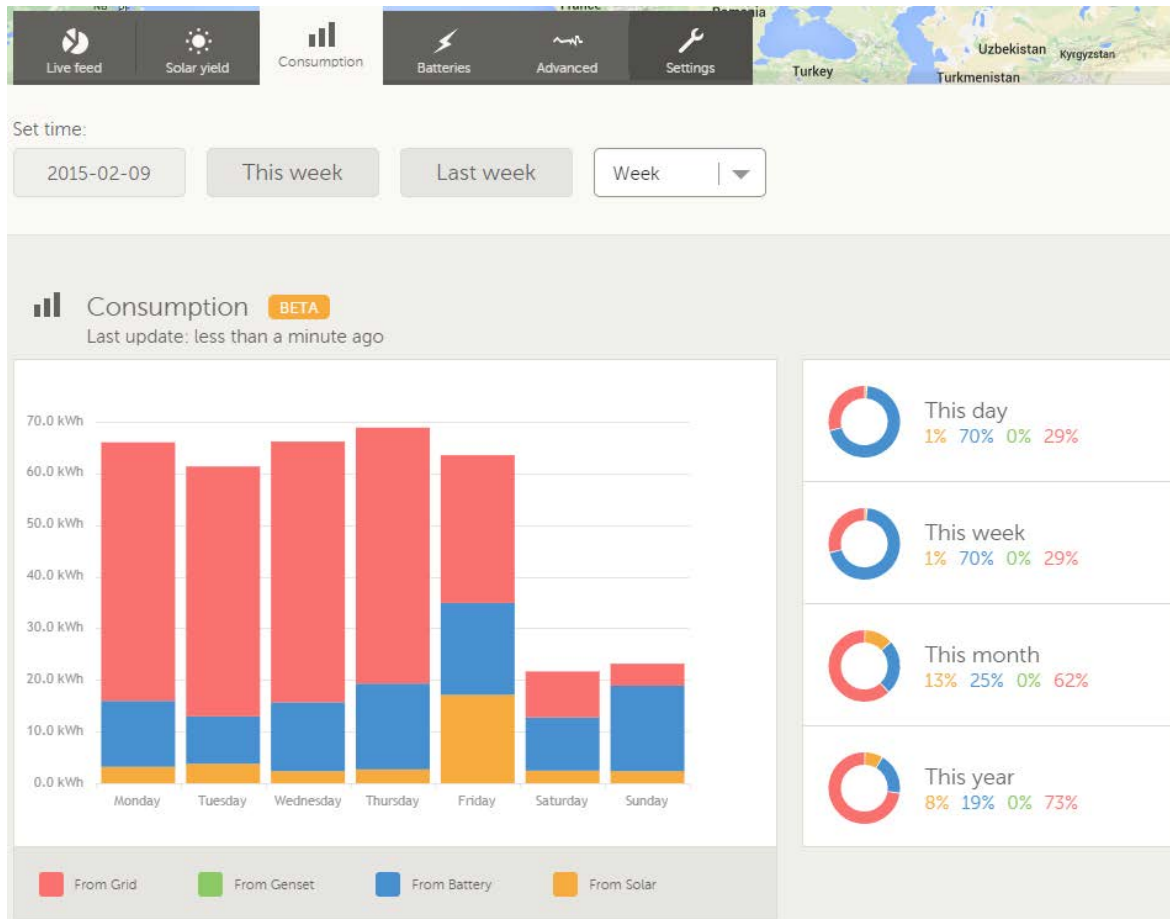 Live feed
Solar yield
Consumption
Batteries
Advanced
Settings
Turkey
Uzbekistan
Kyrgyzstan
Turkmenistan
Set time:
2015-02-09
This week
Last week
Week
Consumption BETA
Last update: less than a minute ago
70.0 kWh
60.0 kWh
50.0 kWh
40.0 kWh
30.0 kWh
20.0 kWh
10.0 kWh
0.0 kWh
Monday Tuesday Wednesday Thursday Friday Saturday Sunday
From Grid From Genset From Battery From Solar
This day
1% 70% 0% 29%
This week
1% 70% 0% 29%
This month
13% 25% 0% 62%
This year
8% 19% 0% 73%